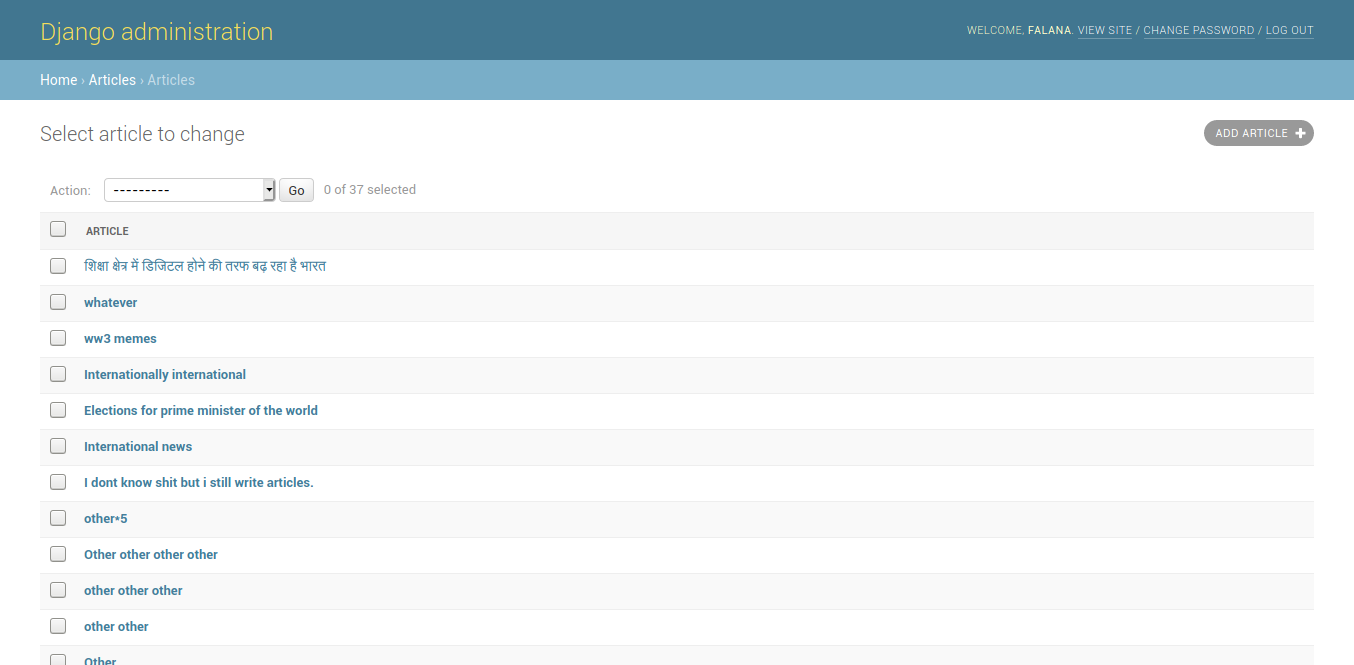 Django administration
WELCOME, FALANA. VIEW SITE / CHANGE PASSWORD / LOG OUT
Home › Articles › Articles
Select article to change
ADD ARTICLE +
Action: --------- Go 0 of 37 selected
ARTICLE
शिक्षा क्षेत्र में डिजिटल होने की तरफ बढ़ रहा है भारत
whatever
ww3 memes
Internationally international
Elections for prime minister of the world
International news
I dont know shit but i still write articles.
other*5
Other other other other
other other other
other other
Other